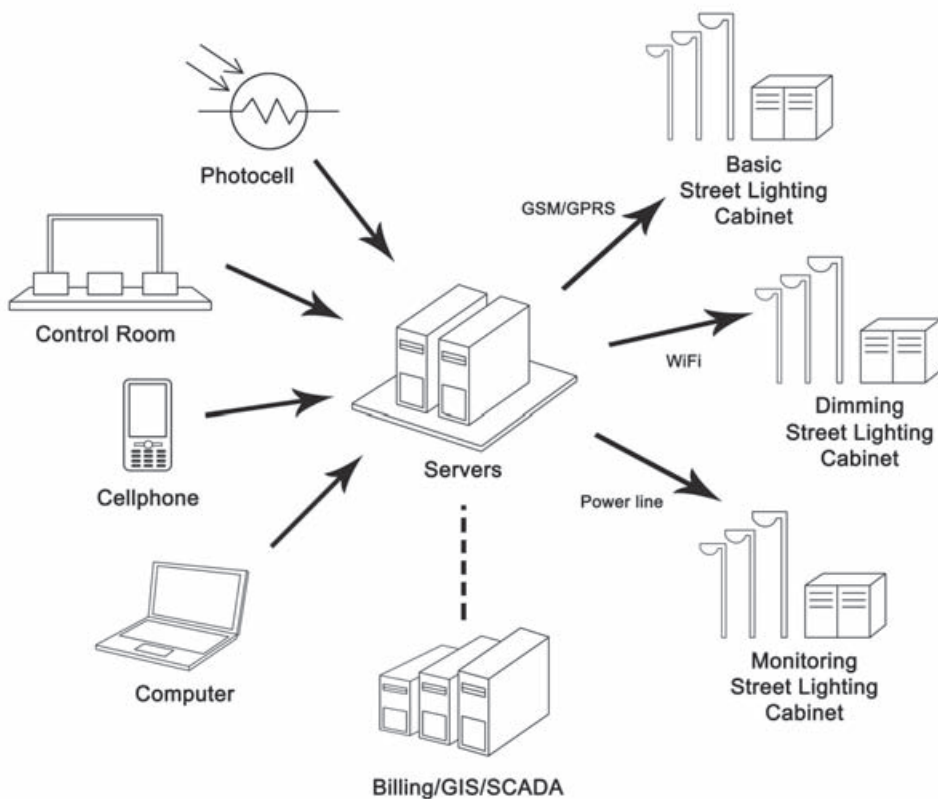 Photocell
Control Room
Cellphone
Computer
Servers
Billing/GIS/SCADA
GSM/GPRS
Basic
Street Lighting
Cabinet
WiFi
Dimming
Street Lighting
Cabinet
Power line
Monitoring
Street Lighting
Cabinet